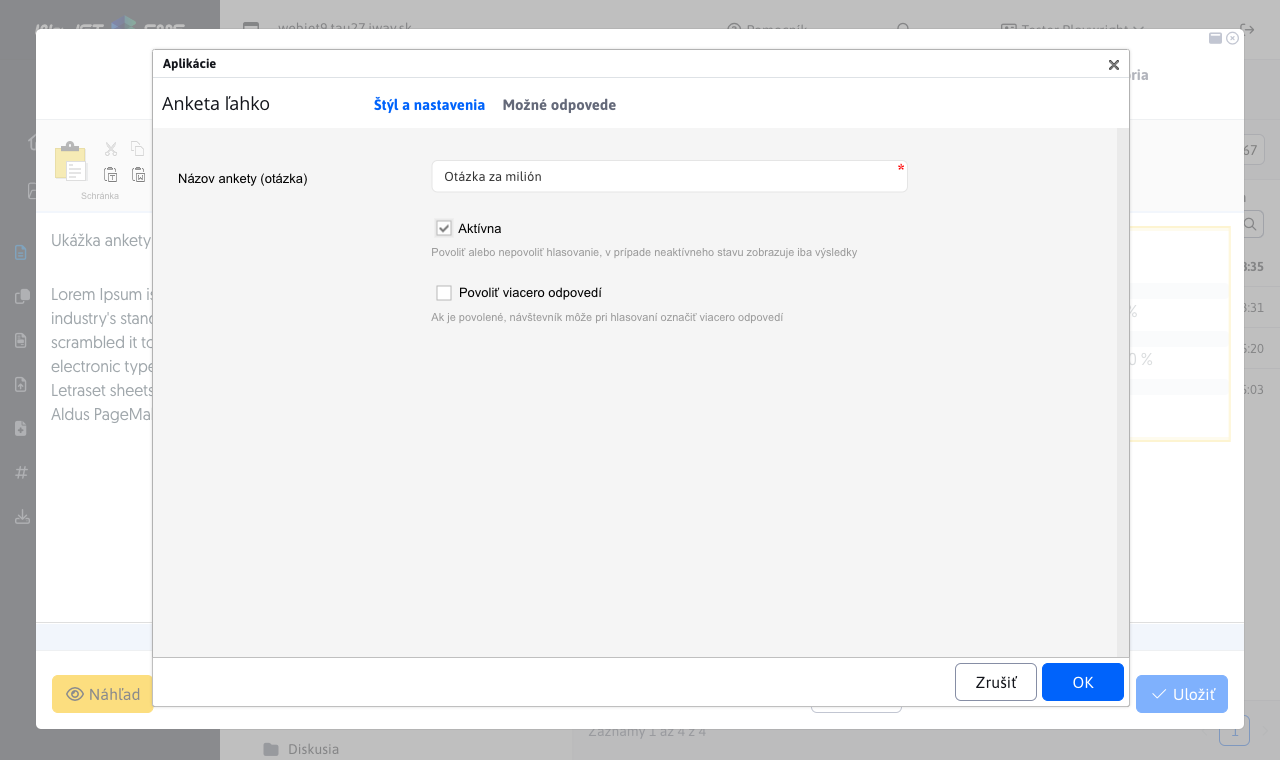 webjet9.tau27.iway.sk
Pomocník
Tester Playwright
Aplikácie
ria
Anketa ľahko
Štýl a nastavenia
Možné odpovede
Schránka
Názov ankety (otázka)
Otázka za milión
*
Aktívna
Povoliť alebo nepovoliť hlasovanie, v prípade neaktívneho stavu zobrazuje iba výsledky
Povoliť viacero odpovedí
Ak je povolené, návštevník môže pri hlasovaní označiť viacero odpovedí
Ukážka ankety
Lorem Ipsum is
industry's stand
scrambled it to
electronic type
Letraset sheets
Aldus PageMa
67
3:35
3:31
5:20
5:03
%
0 %
Zrušiť
OK
Náhľad
Uložiť
Záznamy 1 až 4 z 4
1
Diskusia